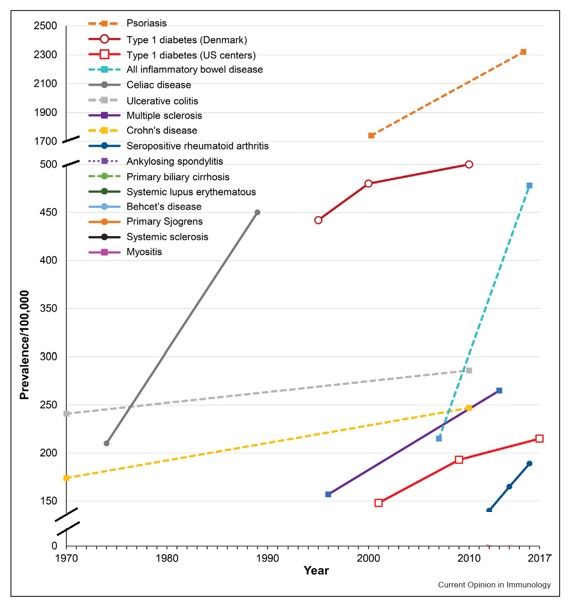 2500
2300
2100
1900
1700
500
450
400
350
300
250
200
150
0
Prevalence/100,000
Psoriasis
Type 1 diabetes (Denmark)
Type 1 diabetes (US centers)
All inflammatory bowel disease
Celiac disease
Ulcerative colitis
Multiple sclerosis
Crohn's disease
Seropositive rheumatoid arthritis
Ankylosing spondylitis
Primary biliary cirrhosis
Systemic lupus erythematous
Behcet's disease
Primary Sjogrens
Systemic sclerosis
Myositis
1970 1980 1990 2000 2010 2017
Year
Current Opinion in Immunology